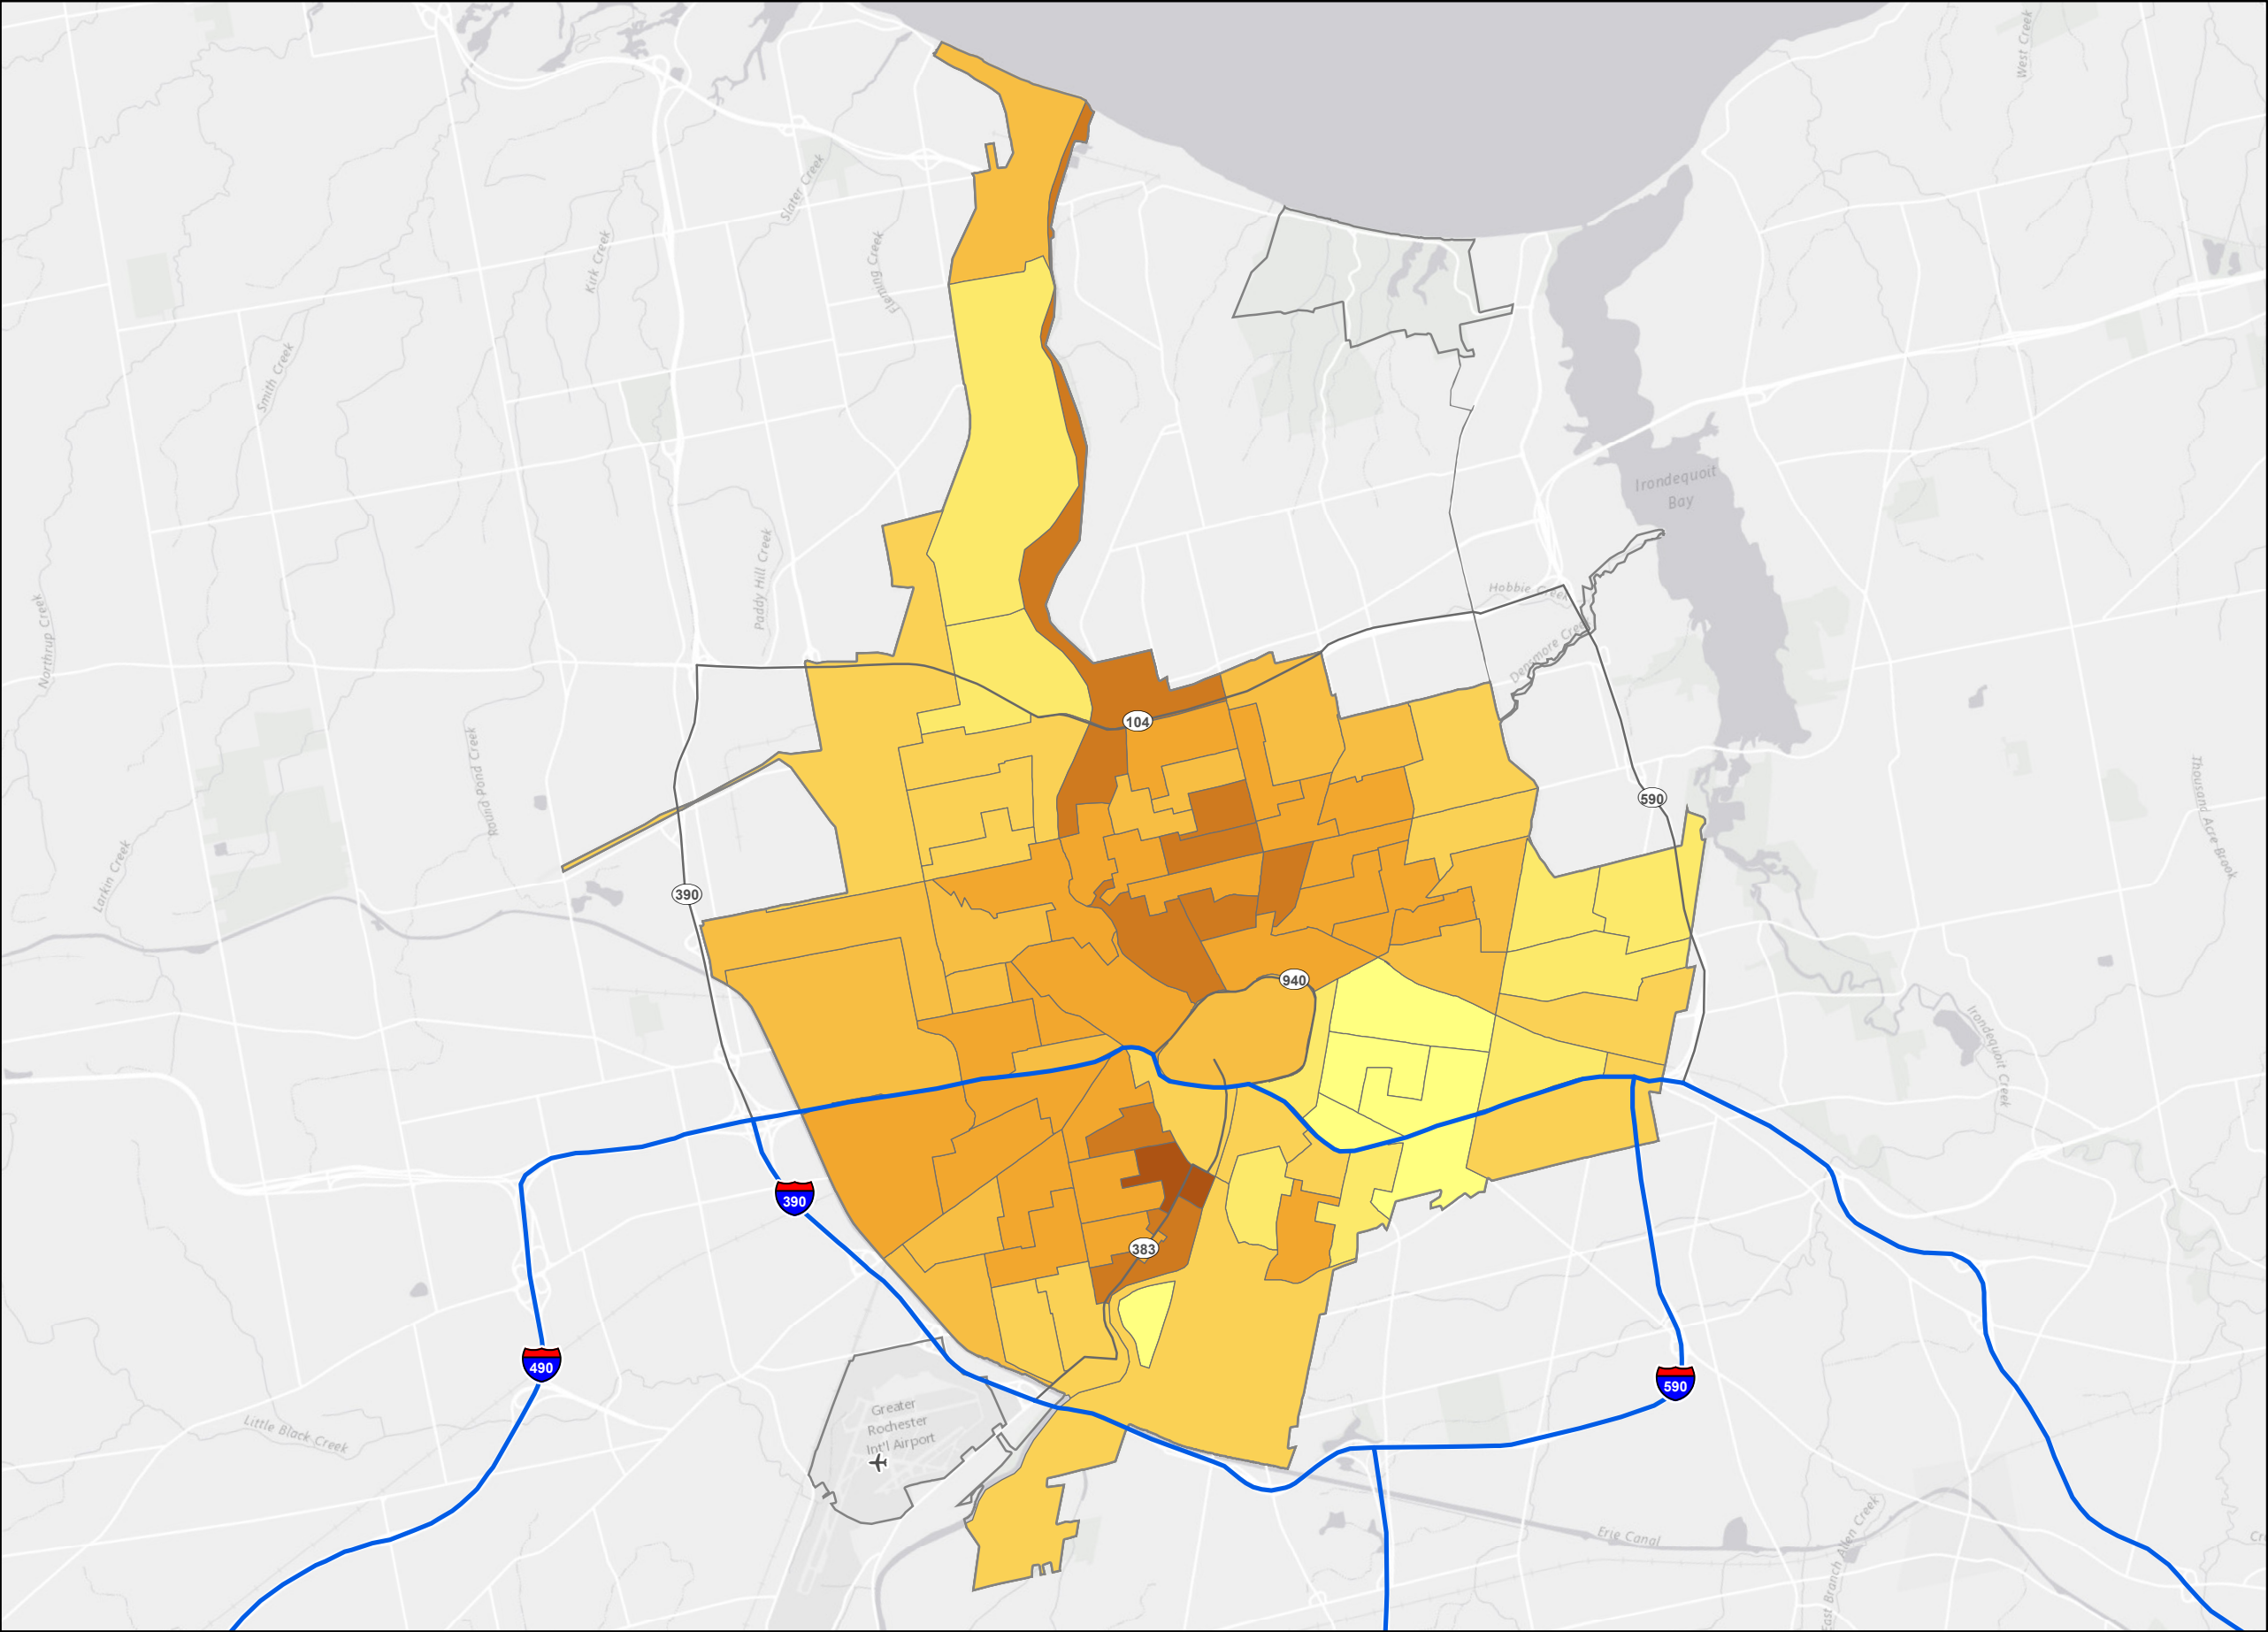 West Creek
Slater Creek
Kirk Creek
Fleming Creek
Smith Creek
Irondequoit
Bay
Paddy Hill Creek
Hobbie Creek
Northrup Creek
Densmore Creek
104
Round Pond Creek
590
Thousand Acre Brook
Larkin Creek
390
940
Irondequoit Creek
390
383
490
590
Greater
Rochester
Int'l Airport
Little Black Creek
Erie Canal
East Branch Allen Creek